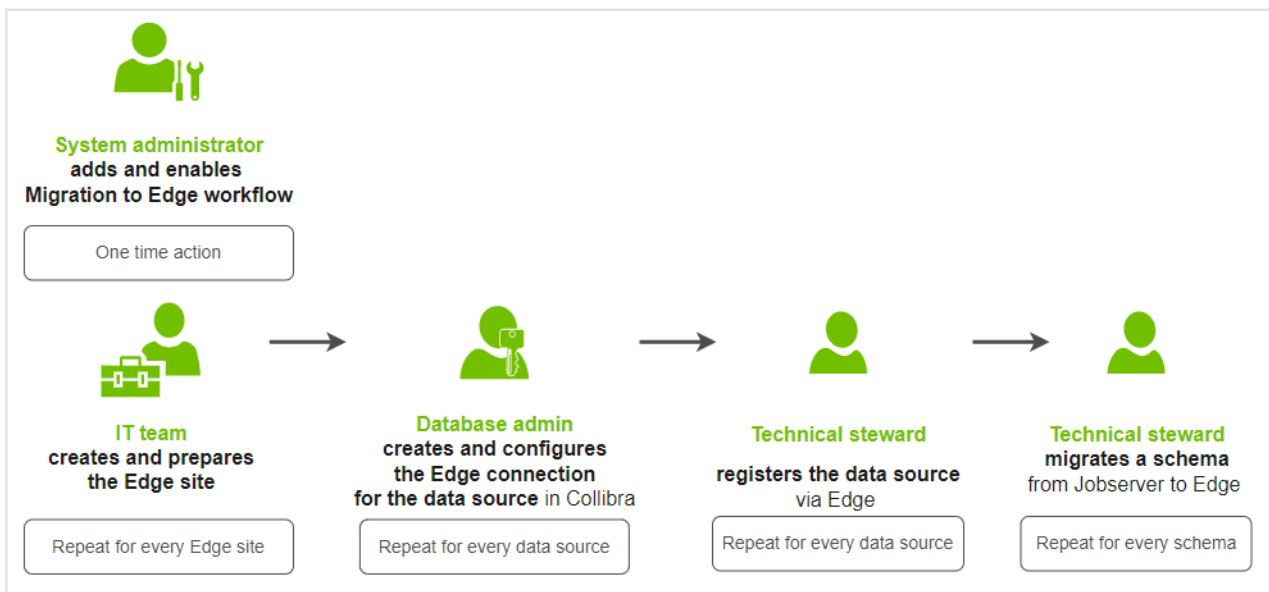 System administrator
adds and enables
Migration to Edge workflow
One time action
IT team
creates and prepares
the Edge site
Repeat for every Edge site
Database admin
creates and configures
the Edge connection
for the data source in Collibra
Repeat for every data source
Technical steward
registers the data source
via Edge
Repeat for every data source
Technical steward
migrates a schema
from Jobserver to Edge
Repeat for every schema